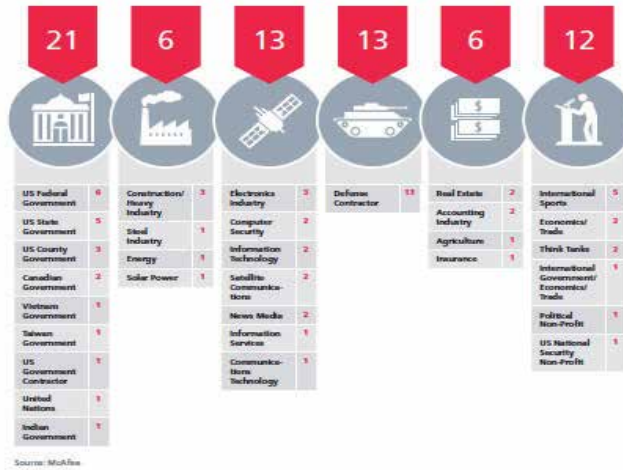 21 6 13 13 6 12
$
$
US Federal
Government 6
US State
Government 5
US County
Government 3
Canadian
Government 2
Vietnam
Government 1
Taiwan
Government 1
US
Government
Contractor 1
United
Nations 1
Indian
Government 1
Construction/
Heavy
Industry 3
Steel
Industry 1
Energy 1
Solar Power 1
Electronics
Industry 3
Computer
Security 2
Information
Technology 2
Satellite
Communica-
tions 2
News Media 2
Information
Services 1
Communica-
tions
Technology 1
Defense
Contractor 13
Real Estate 2
Accounting
Industry 2
Agriculture 1
Insurance 1
International
Sports 5
Economics/
Trade 2
Think Tanks 2
International
Government/
Economics/
Trade 1
Political
Non-Profit 1
US National
Security
Non-Profit 1
Source: McAfee